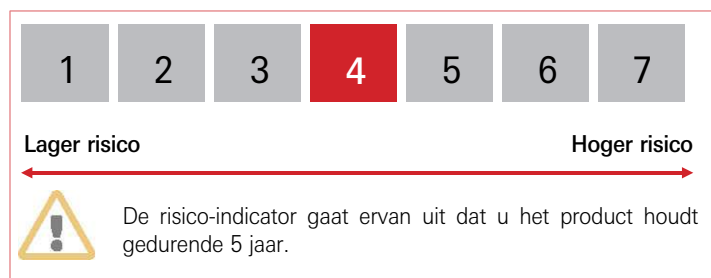 1 2 3 4 5 6 7
Lager risico Hoger risico
De risico-indicator gaat ervan uit dat u het product houdt
gedurende 5 jaar.